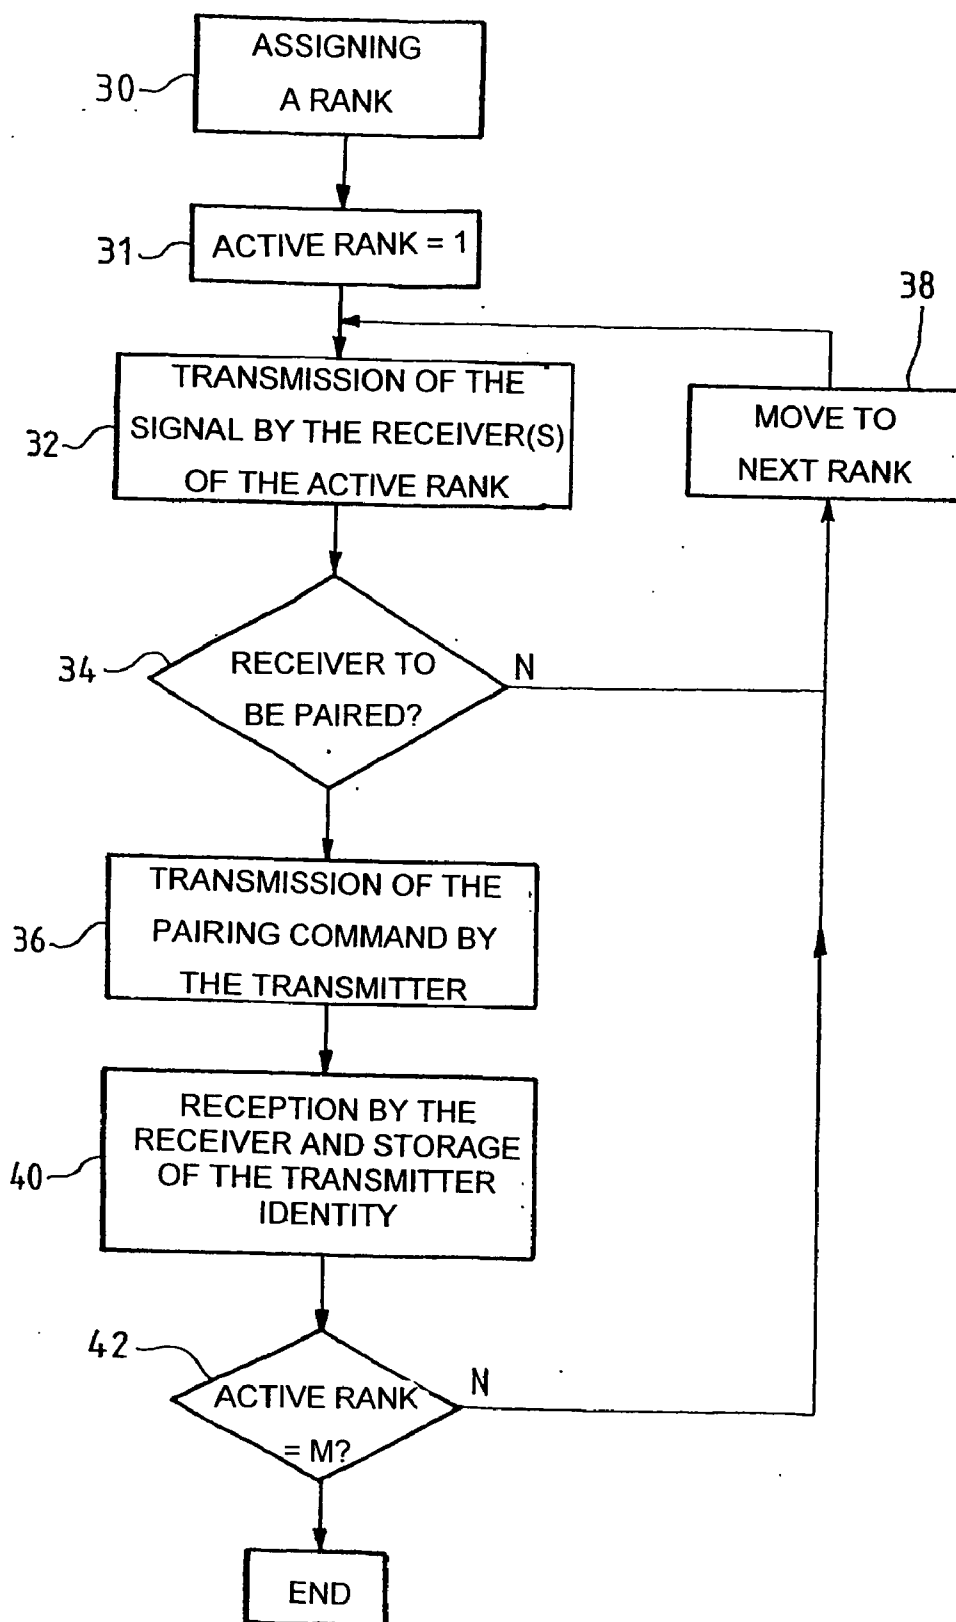 ASSIGNING
A RANK
30
ACTIVE RANK = 1
31
38
TRANSMISSION OF THE
SIGNAL BY THE RECEIVER(S)
OF THE ACTIVE RANK
32
MOVE TO
NEXT RANK
RECEIVER TO
BE PAIRED?
34
N
TRANSMISSION OF THE
PAIRING COMMAND BY
THE TRANSMITTER
36
RECEPTION BY THE
RECEIVER AND STORAGE
OF THE TRANSMITTER
IDENTITY
40
42
ACTIVE RANK
= M?
N
END